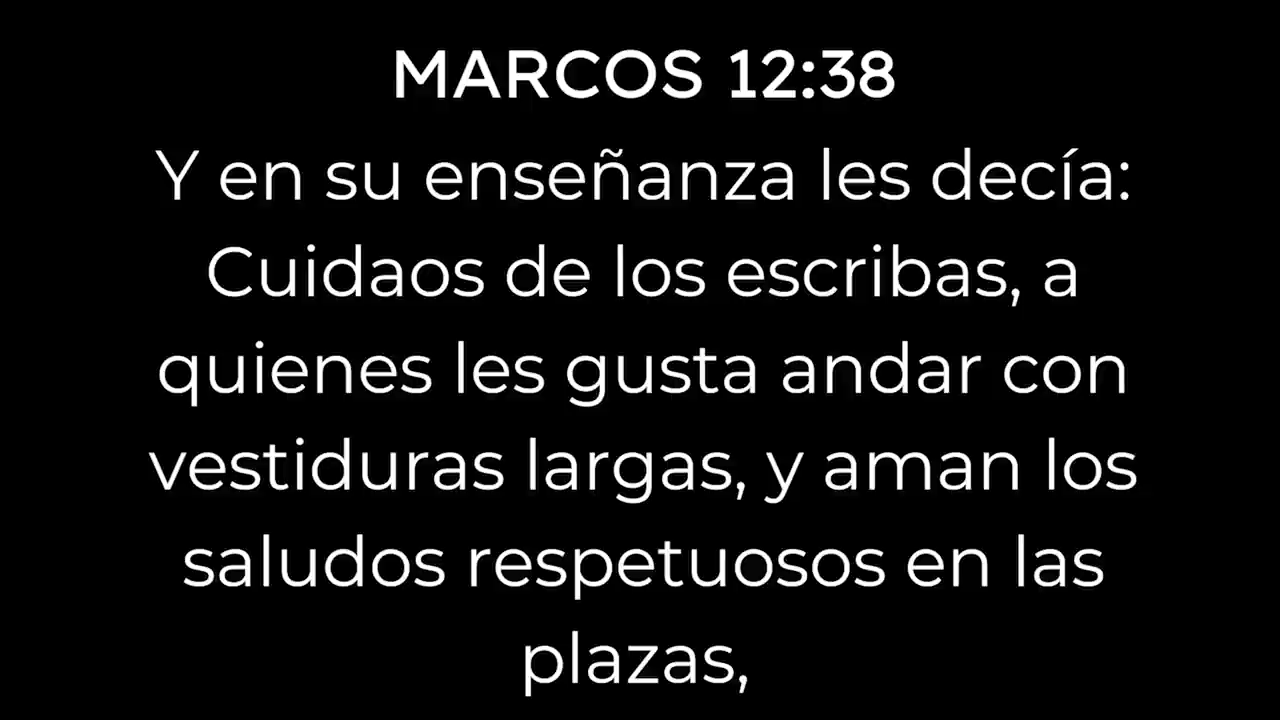 MARCOS 12:38
Y en su enseñanza les decía:
Cuidaos de los escribas, a
quienes les gusta andar con
vestiduras largas, y aman los
saludos respetuosos en las
plazas,